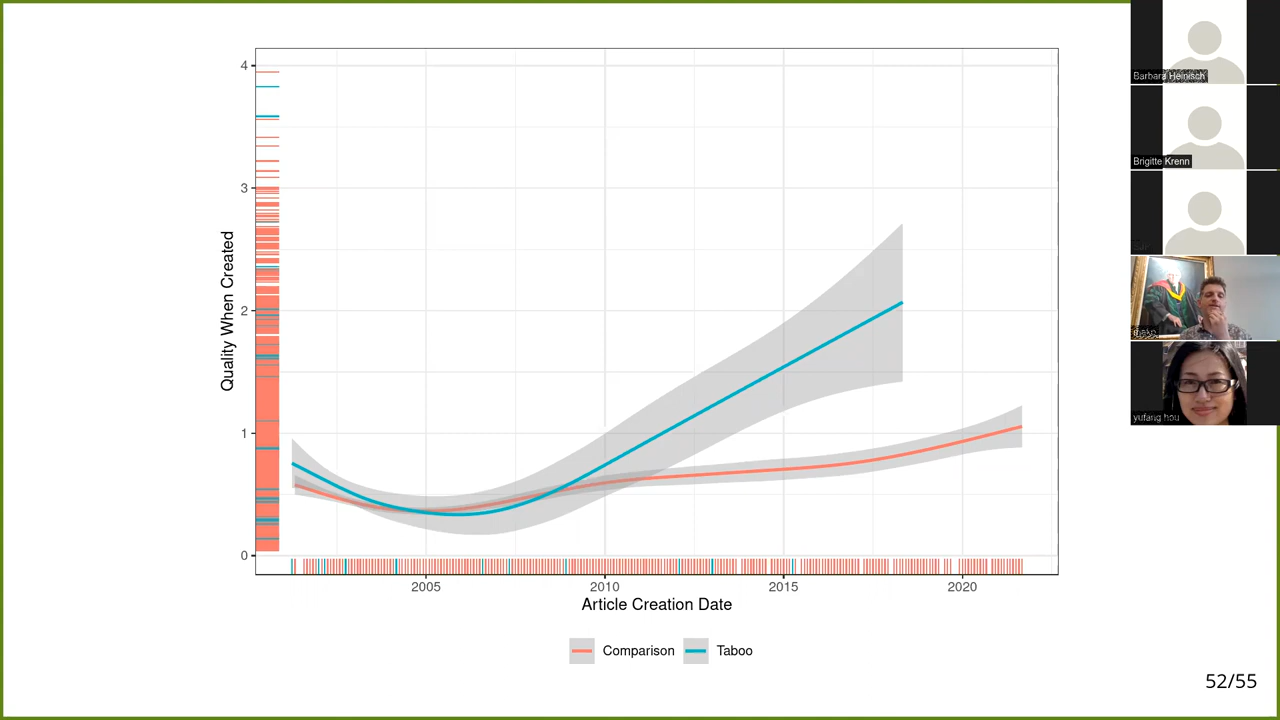 4
3
2
1
0
Quality When Created
2005
2010
2015
2020
Article Creation Date
Comparison
Taboo
52/55
Barbara Heinisch
Brigitte Krenn
yufang hou